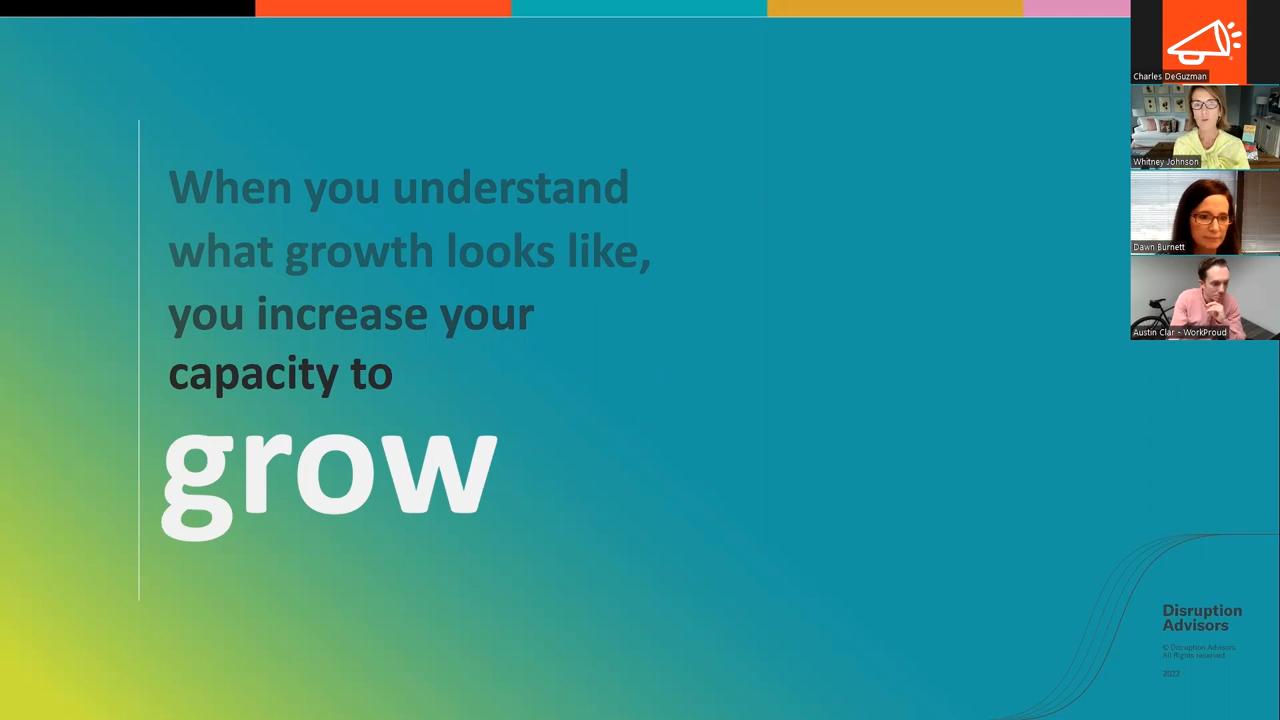 When you understand
what growth looks like,
you increase your
capacity to
grow
Charles DeGuzman
Whitney Johnson
Dawn Burnett
Austin Clar - WorkProud
Disruption
Advisors
© Disruption Advisors
All Rights reserved
2022